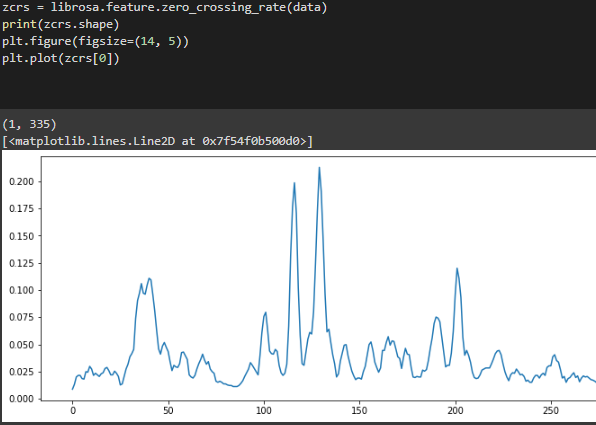 zcrs = librosa.feature.zero_crossing_rate(data)
print(zcrs.shape)
plt.figure(figsize=(14, 5))
plt.plot(zcrs[0])
(1, 335)
[<matplotlib.lines.Line2D at 0x7f54f0b500d0>]
0.200
0.175
0.150
0.125
0.100
0.075
0.050
0.025
0.000
0 50 100 150 200 250